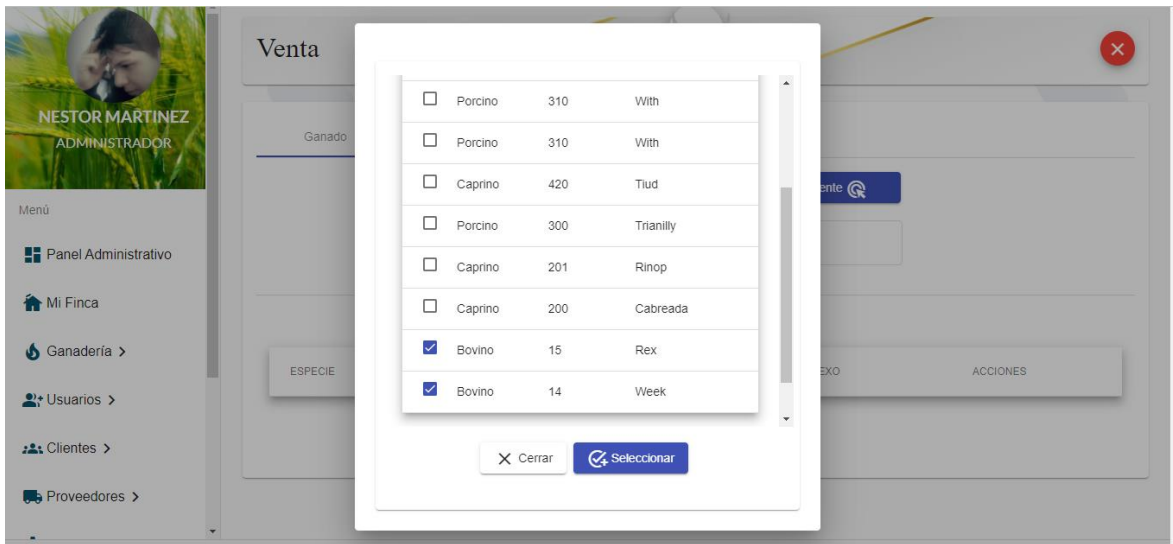 NESTOR MARTINEZ
ADMINISTRADOR
Menú
Panel Administrativo
Mi Finca
Ganadería >
Usuarios >
Clientes >
Proveedores >
Venta
Ganado
ente
ESPECIE EXO ACCIONES
Porcino 310 With
Porcino 310 With
Caprino 420 Tiud
Porcino 300 Trianilly
Caprino 201 Rinop
Caprino 200 Cabreada
Bovino 15 Rex
Bovino 14 Week
Cerrar Seleccionar